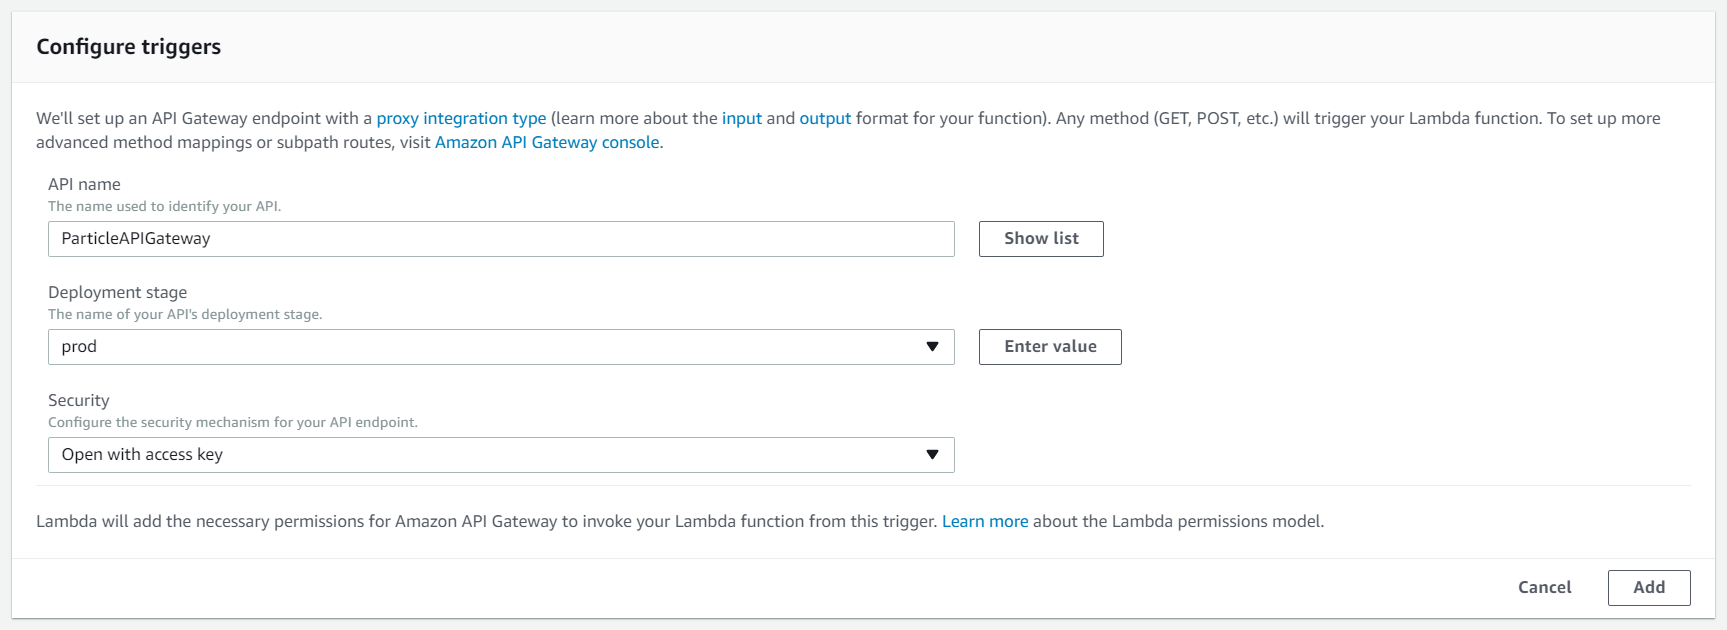 Configure triggers
We'll set up an API Gateway endpoint with a proxy integration type (learn more about the input and output format for your function). Any method (GET, POST, etc.) will trigger your Lambda function. To set up more
advanced method mappings or subpath routes, visit Amazon API Gateway console.
API name
The name used to identify your API.
ParticleAPIGateway
Show list
Deployment stage
The name of your API's deployment stage.
prod
Enter value
Security
Configure the security mechanism for your API endpoint.
Open with access key
Lambda will add the necessary permissions for Amazon API Gateway to invoke your Lambda function from this trigger. Learn more about the Lambda permissions model.
Cancel
Add